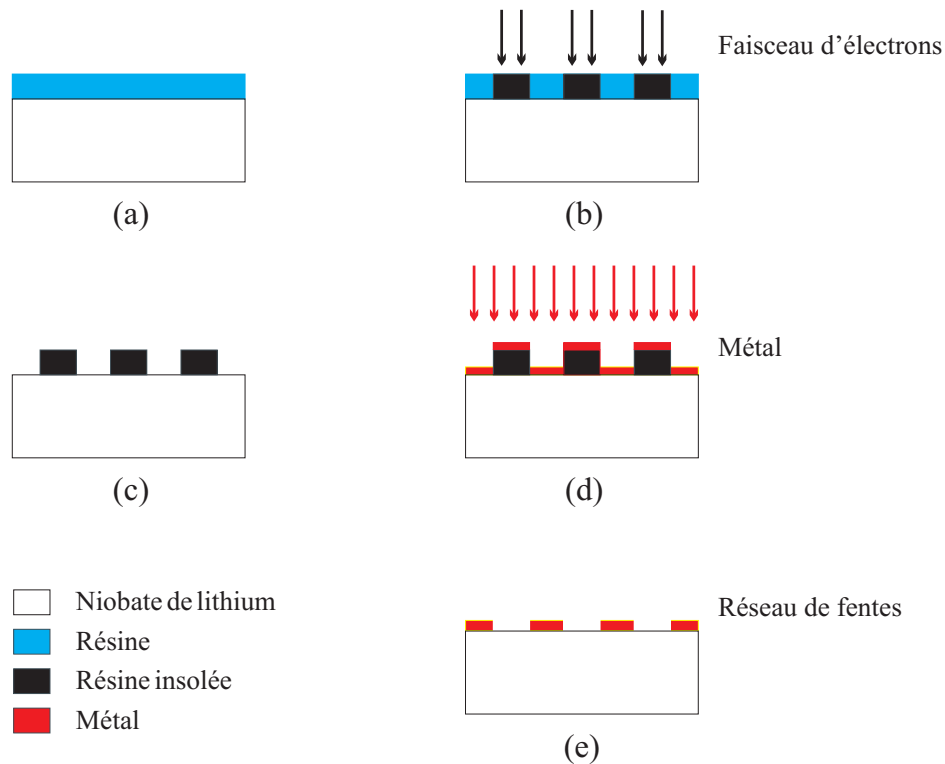 Faisceau d'électrons
(a)
(b)
Métal
(c)
(d)
Niobate de lithium
Résine
Résine insolée
Métal
Réseau de fentes
(e)